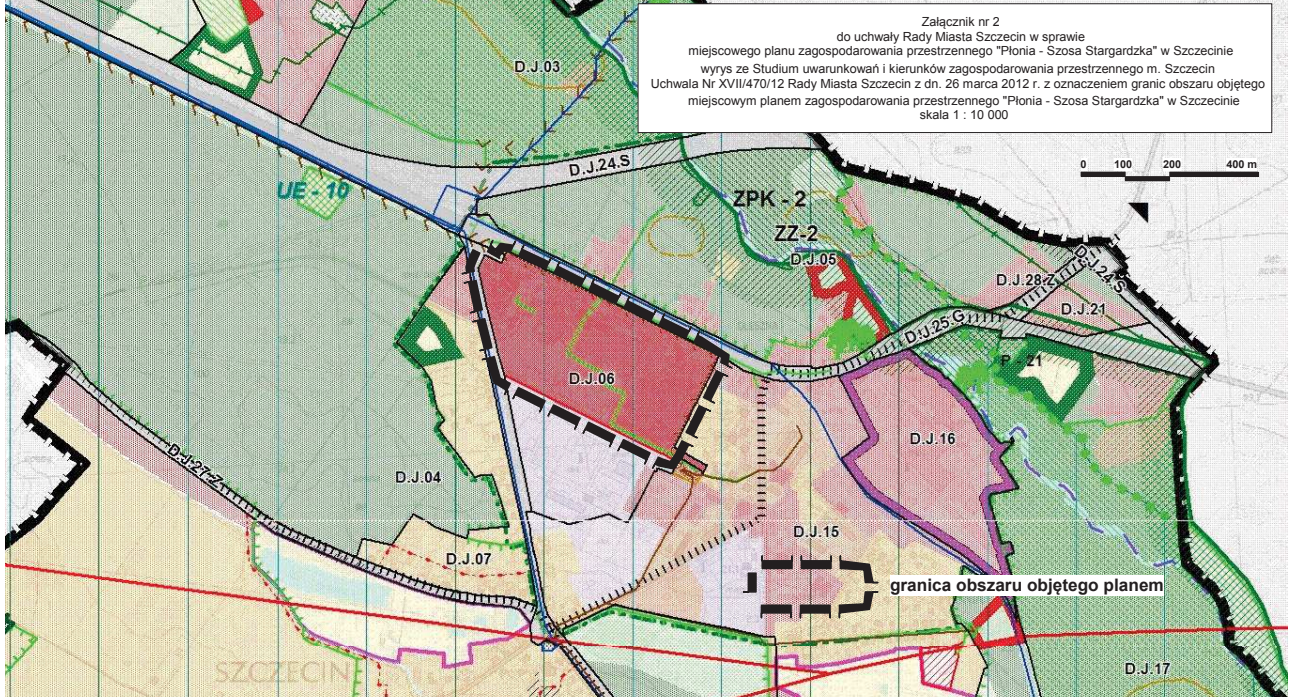 Załącznik nr 2
do uchwały Rady Miasta Szczecin w sprawie
miejscowego planu zagospodarowania przestrzennego "Płonia - Szosa Stargardzka" w Szczecinie
wyrys ze Studium uwarunkowań i kierunków zagospodarowania przestrzennego m. Szczecin
Uchwala Nr XVII/470/12 Rady Miasta Szczecin z dn. 26 marca 2012 r. z oznaczeniem granic obszaru objętego
miejscowym planem zagospodarowania przestrzennego "Płonia - Szosa Stargardzka" w Szczecinie
skala 1 : 10 000
D.J.03
0 100 200 400 m
D.J.24.S
UE - 10
ZPK - 2
ZZ-2
D.J.05
D.J.24.S
D.J.28.Z
D.J.21
D.J.25.G
P - 21
D.J.06
D.J.16
D.J.27.Z
D.J.04
D.J.15
D.J.07
granica obszaru objętego planem
SZCZECIN
D.J.17